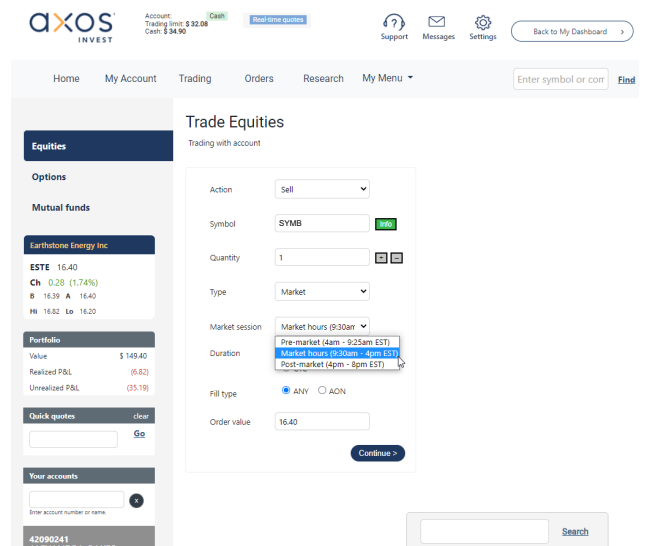 axos
INVEST
Account: Cash
Trading limit: $ 32.08
Cash: $ 34.90
Real-time quotes
Support
Messages
Settings
Back to My Dashboard >
Home My Account Trading Orders Research My Menu
Enter symbol or com
Find
Equities
Options
Mutual funds
Earthstone Energy Inc
ESTE 16.40
Ch 0.28 (1.74%)
B 16.39 A 16.40
Hi 16.82 Lo 16.20
Portfolio
Value $ 149.40
Realized P&L (6.82)
Unrealized P&L (35.19)
Quick quotes clear
Go
Your accounts
x
Enter account number or name.
42090241
Trade Equities
Trading with account
Action Sell
Symbol SYMB Info
Quantity 1 + −
Type Market
Market session Market hours (9:30am
Pre-market (4am - 9:25am EST)
Market hours (9:30am - 4pm EST)
Post-market (4pm - 8pm EST)
Duration
Fill type ANY AON
Order value 16.40
Continue >
Search